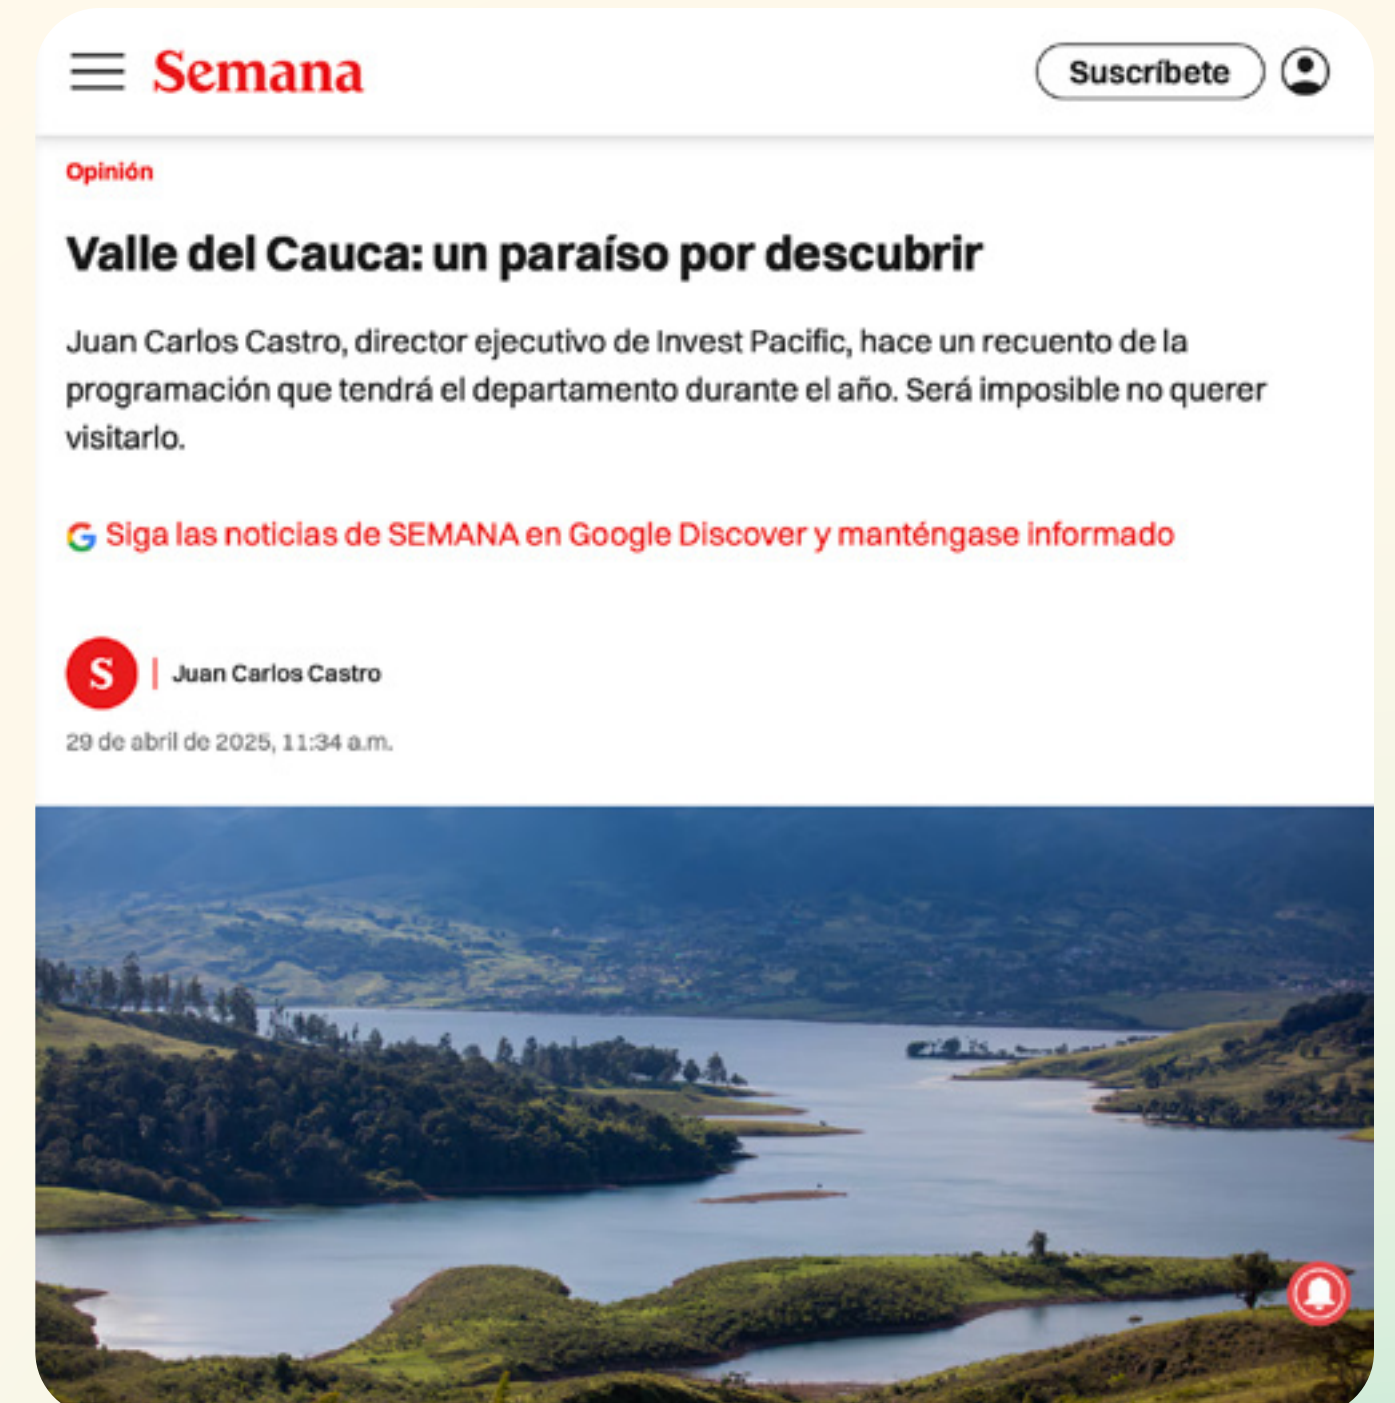 Semana
Suscríbete
Opinión
Valle del Cauca: un paraíso por descubrir
Juan Carlos Castro, director ejecutivo de Invest Pacific, hace un recuento de la
programación que tendrá el departamento durante el año. Será imposible no querer
visitarlo.
G Siga las noticias de SEMANA en Google Discover y manténgase informado
S | Juan Carlos Castro
29 de abril de 2025, 11:34 a.m.